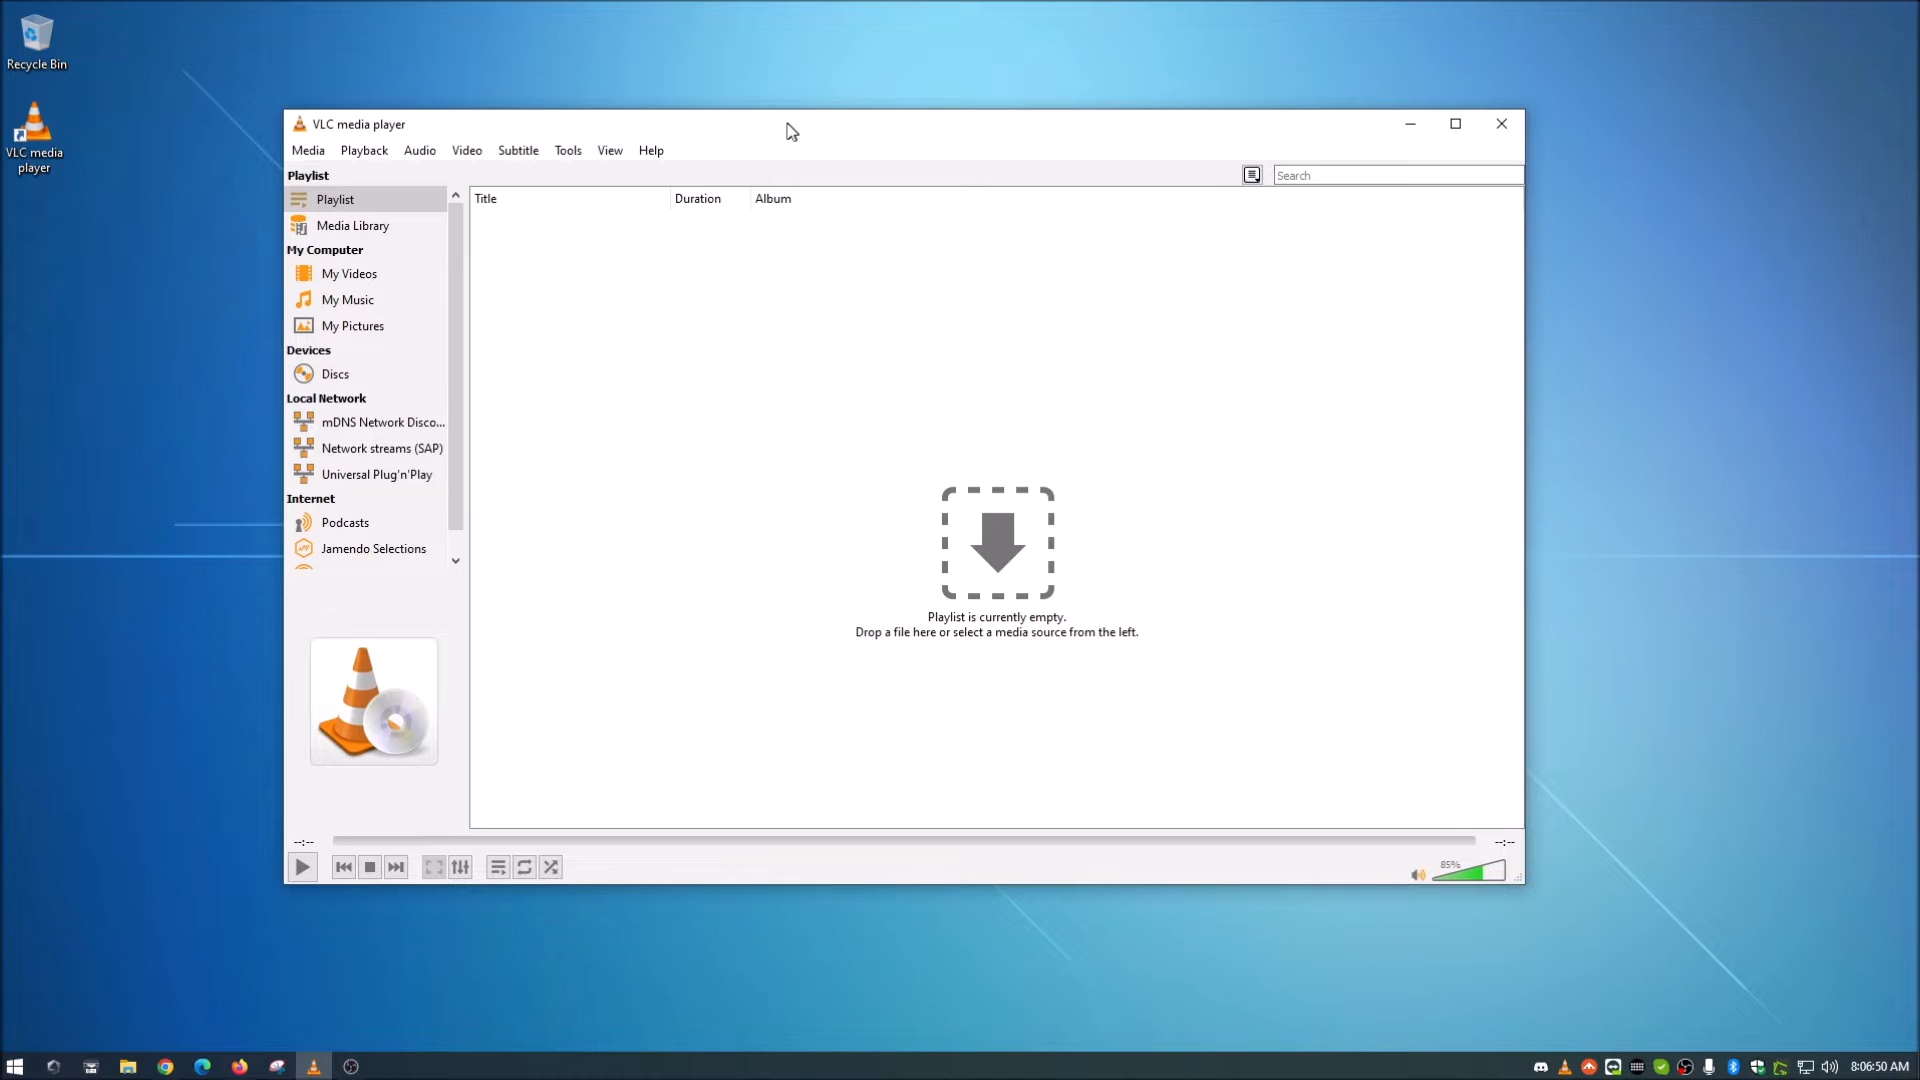 Recycle Bin
VLC media
player
VLC media player
Media Playback Audio Video Subtitle Tools View Help
Playlist
Search
Playlist
Media Library
My Computer
My Videos
My Music
My Pictures
Devices
Discs
Local Network
mDNS Network Disco...
Network streams (SAP)
Universal Plug'n'Play
Internet
Podcasts
Jamendo Selections
Title Duration Album
Playlist is currently empty.
Drop a file here or select a media source from the left.
--:-- --:--
85%
8:06:50 AM